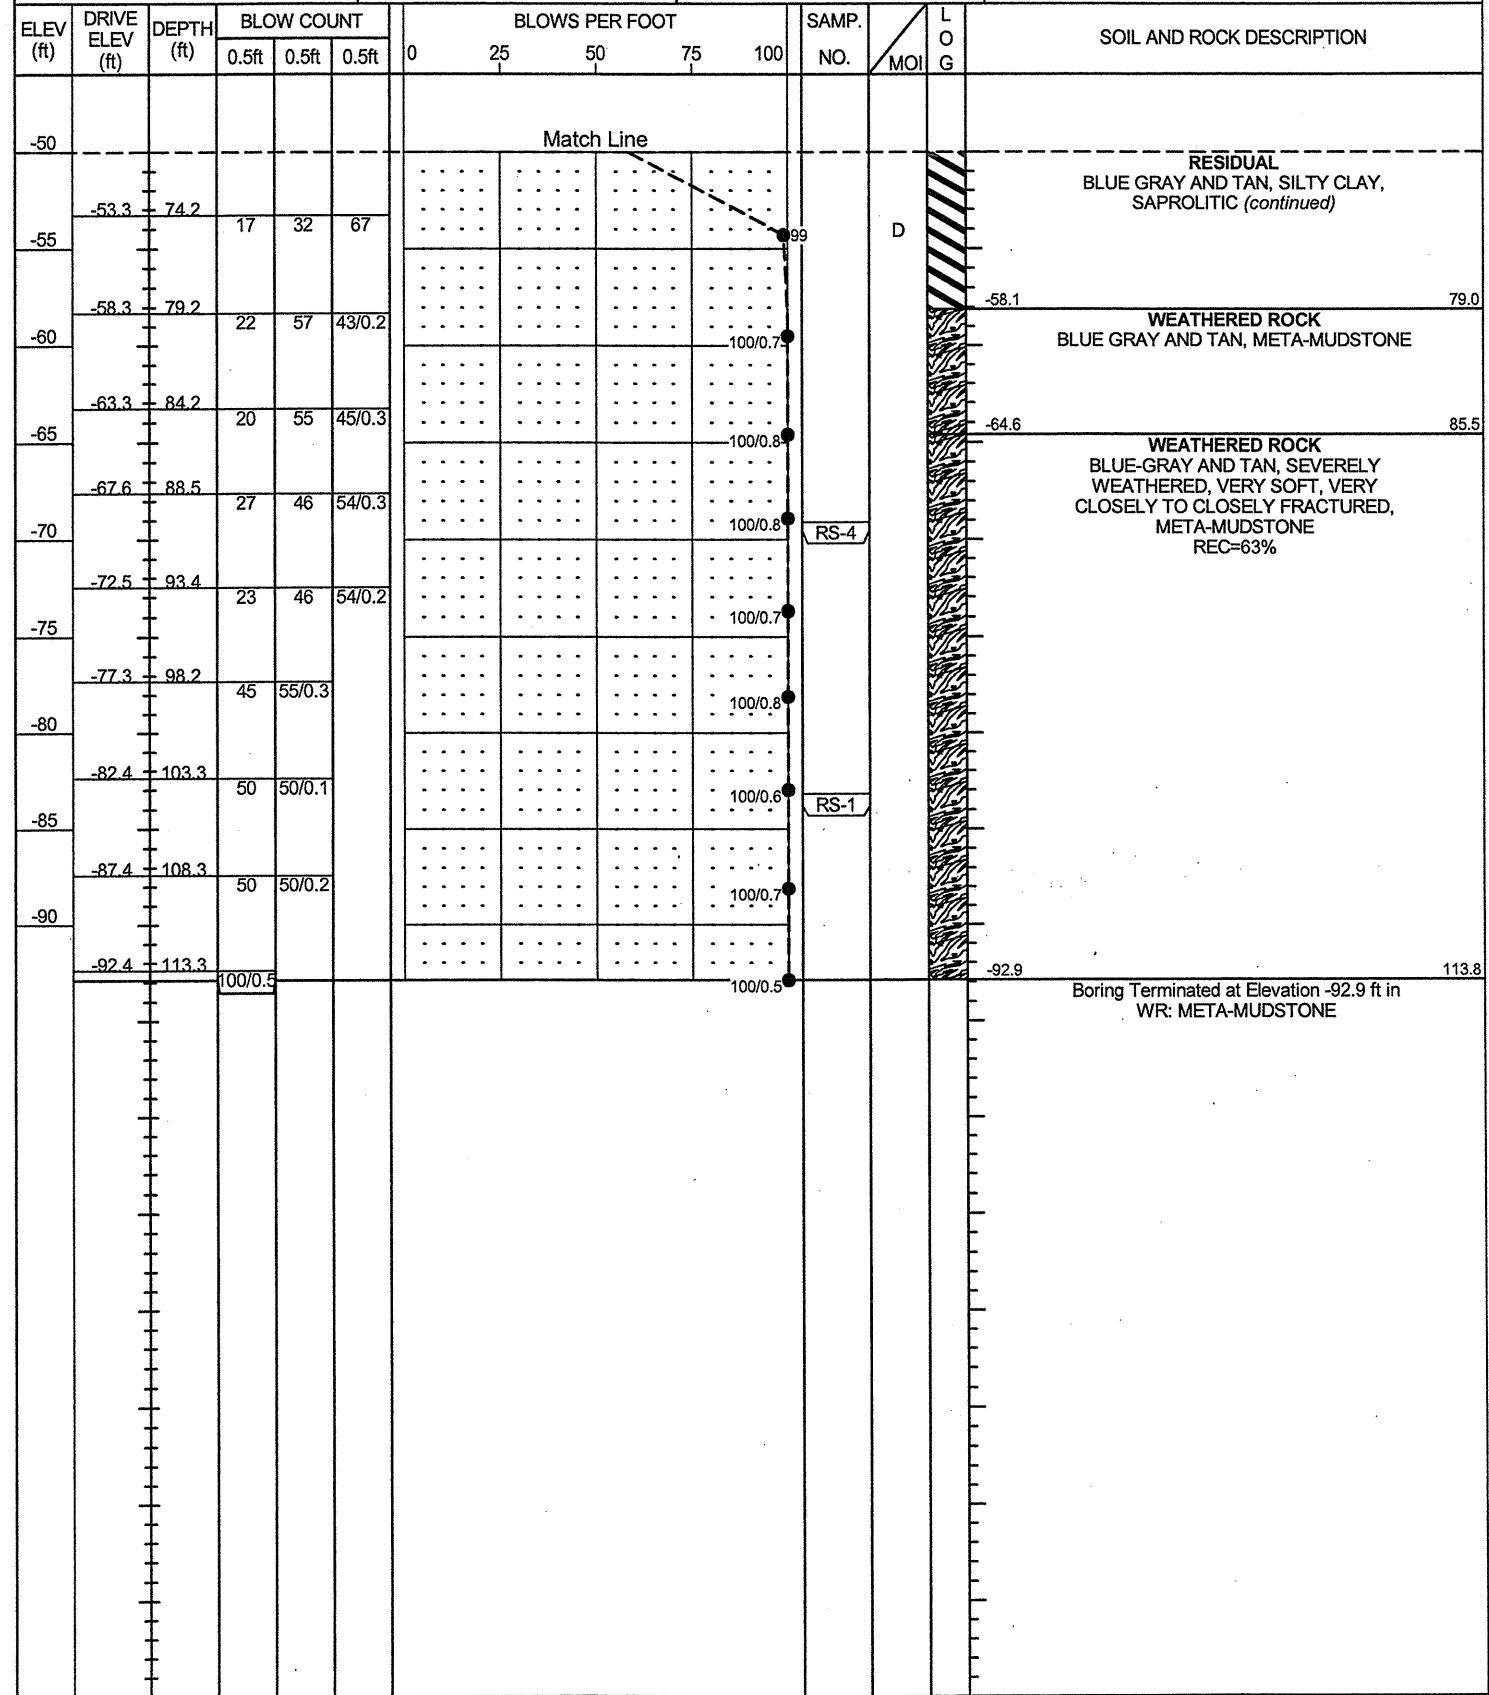 ELEV (ft) DRIVE ELEV (ft) DEPTH (ft) BLOW COUNT BLOWS PER FOOT SAMP. NO. MOI LOG SOIL AND ROCK DESCRIPTION
0.5ft 0.5ft 0.5ft 0 25 50 75 100
Match Line
-50
RESIDUAL
BLUE GRAY AND TAN, SILTY CLAY,
SAPROLITIC (continued)
-53.3 74.2 17 32 67
99 D
-55
-58.1 79.0
-58.3 79.2 22 57 43/0.2
WEATHERED ROCK
BLUE GRAY AND TAN, META-MUDSTONE
-60
100/0.7
-63.3 84.2 20 55 45/0.3
-64.6 85.5
-65
100/0.8
WEATHERED ROCK
BLUE-GRAY AND TAN, SEVERELY
WEATHERED, VERY SOFT, VERY
CLOSELY TO CLOSELY FRACTURED,
META-MUDSTONE
REC=63%
-67.6 88.5 27 46 54/0.3
100/0.8
-70
RS-4
-72.5 93.4 23 46 54/0.2
100/0.7
-75
-77.3 98.2 45 55/0.3
100/0.8
-80
-82.4 103.3 50 50/0.1
100/0.6
RS-1
-85
-87.4 108.3 50 50/0.2
100/0.7
-90
-92.4 113.3 100/0.5
100/0.5
-92.9 113.8
Boring Terminated at Elevation -92.9 ft in
WR: META-MUDSTONE